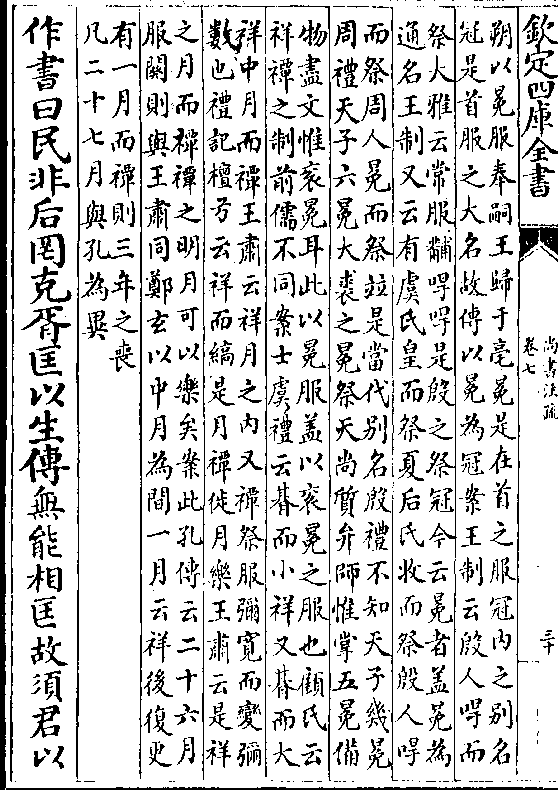 欽定四庫全書
尚書注疏
卷七
三十
朔以冕服奉嗣王歸于亳冕是在首之服冠內之別名
冠是首服之大名故傳以冕為冠案王制云殷人冔而
祭大雅云常服黼冔冔是殷之祭冠今云冕者蓋冕為
通名王制又云有虞氏皇而祭夏后氏收而祭殷人冔
而祭周人冕而祭竝是當代別名殷禮不知天子幾冕
周禮天子六冕大裘之冕祭天尚質弁師惟掌五冕備
物盡文惟衮冕耳此以冕服蓋以衮冕之服也顧氏云
祥禫之制前儒不同案士虞禮云朞而小祥又朞而大
祥中月而禫王肅云祥月之內又禫祭服彌寛而變彌
數也禮記檀弓云祥而縞是月禫徙月樂王肅云是祥
之月而禫禫之明月可以樂矣案此孔傳云二十六月
服闋則與王肅同鄭玄以中月為間一月云祥後復更
有一月而禫則三年之喪
凡二十七月與孔為異
作書曰民非后罔克胥匡以生傳無能相匡故須君以